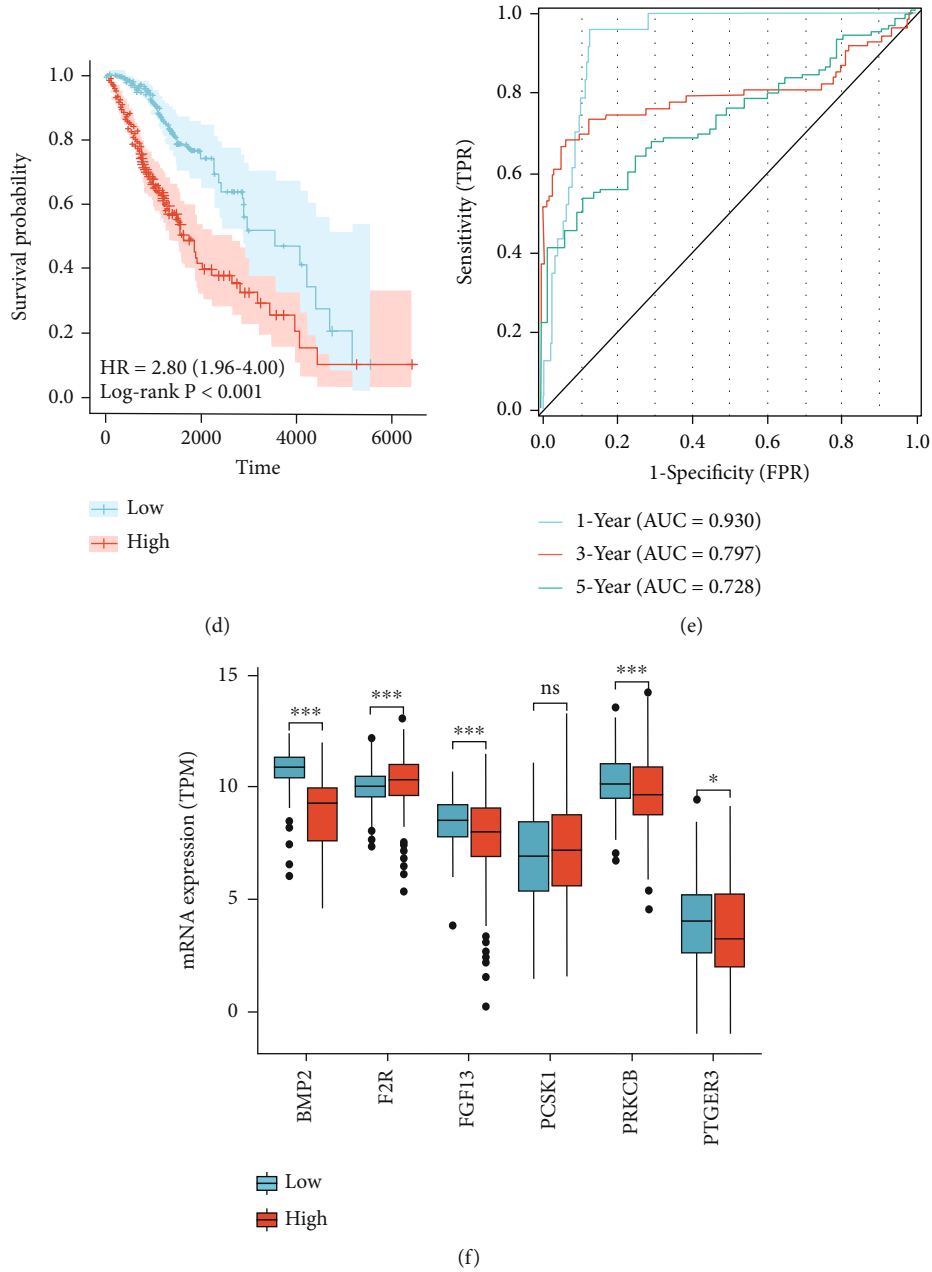 1.0
0.8
0.6
0.4
0.2
0.0
Survival probability
HR = 2.80 (1.96-4.00)
Log-rank P < 0.001
0 2000 4000 6000
Time
Low
High
(d)
1.0
0.8
0.6
0.4
0.2
0.0
Sensitivity (TPR)
0.0 0.2 0.4 0.6 0.8 1.0
1-Specificity (FPR)
1-Year (AUC = 0.930)
3-Year (AUC = 0.797)
5-Year (AUC = 0.728)
(e)
15
10
5
0
mRNA expression (TPM)
*** *** *** ns *** *
BMP2
F2R
FGF13
PCSK1
PRKCB
PTGER3
Low
High
(f)